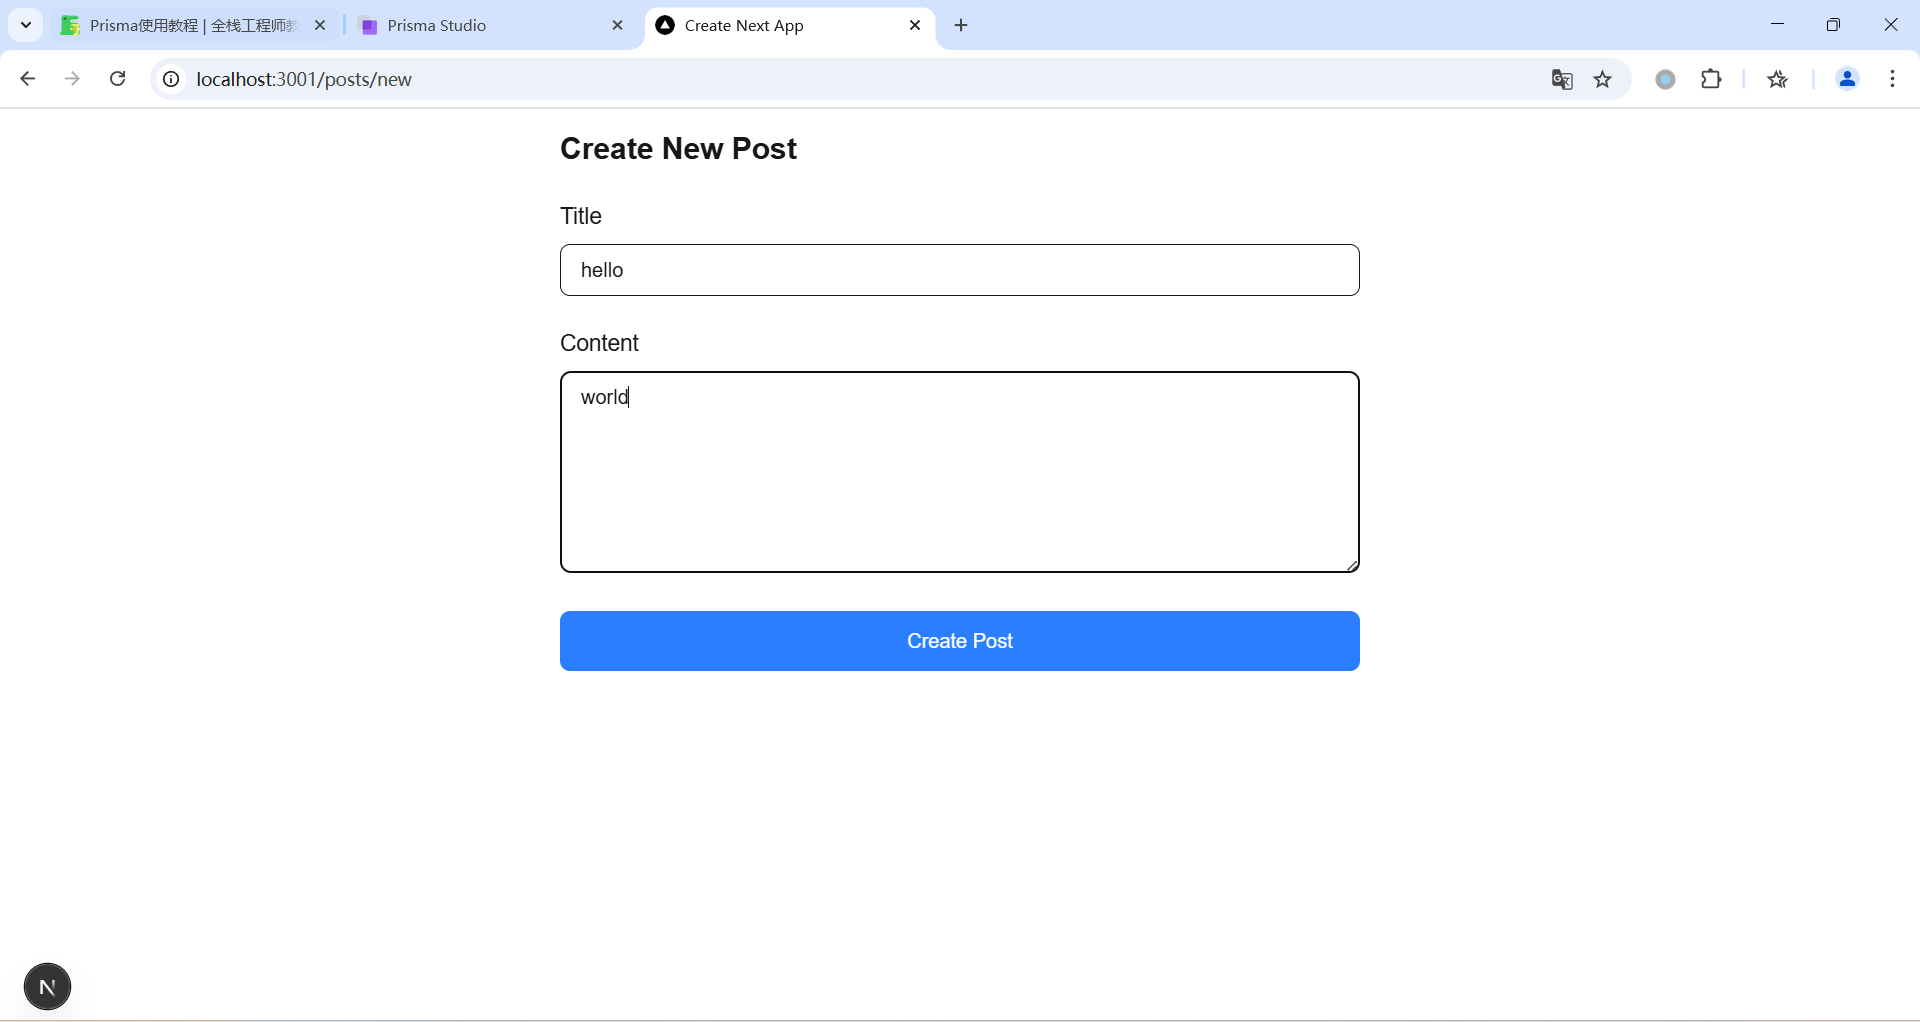 Prisma使用教程 | 全栈工程师教
Prisma Studio
Create Next App
localhost:3001/posts/new
Create New Post
Title
hello
Content
world
Create Post
N